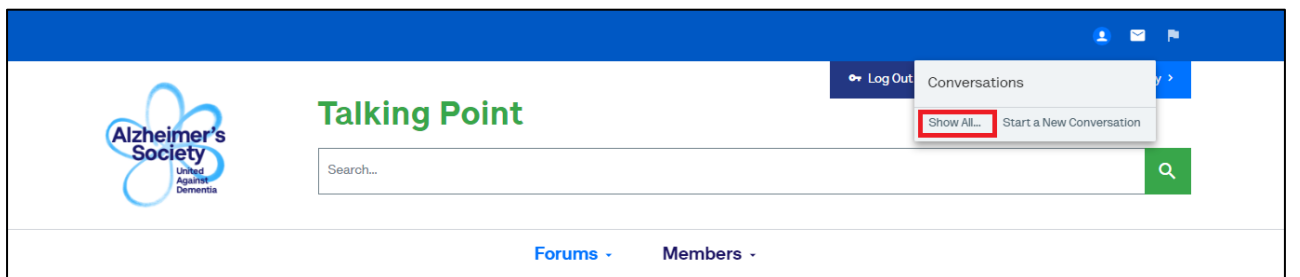 Log Out
Conversations
y >
Show All...
Start a New Conversation
Talking Point
Alzheimer's
Society
United
Against
Dementia
Search...
Forums
Members